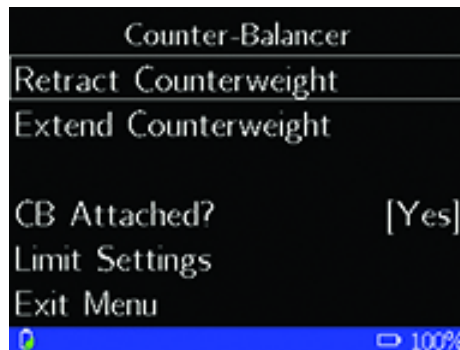 Counter-Balancer
Retract Counterweight
Extend Counterweight
CB Attached? [Yes]
Limit Settings
Exit Menu
100%